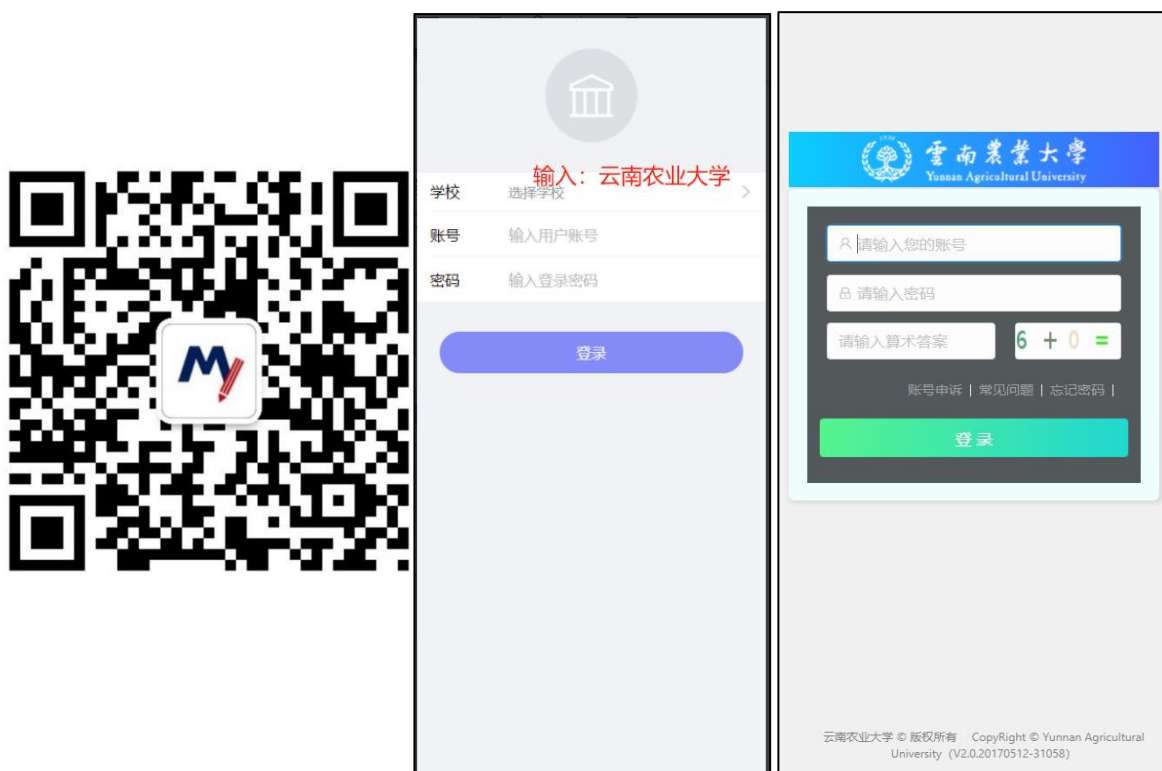 My
输入：云南农业大学
学校 选择学校
账号 输入用户账号
密码 输入登录密码
登录
雲南農業大學
Yunnan Agricultural University
请输入您的账号
请输入密码
请输入算术答案 6 + 0 =
账号申诉 | 常见问题 | 忘记密码 |
登录
云南农业大学 © 版权所有 CopyRight © Yunnan Agricultural
University (V2.0.20170512-31058)